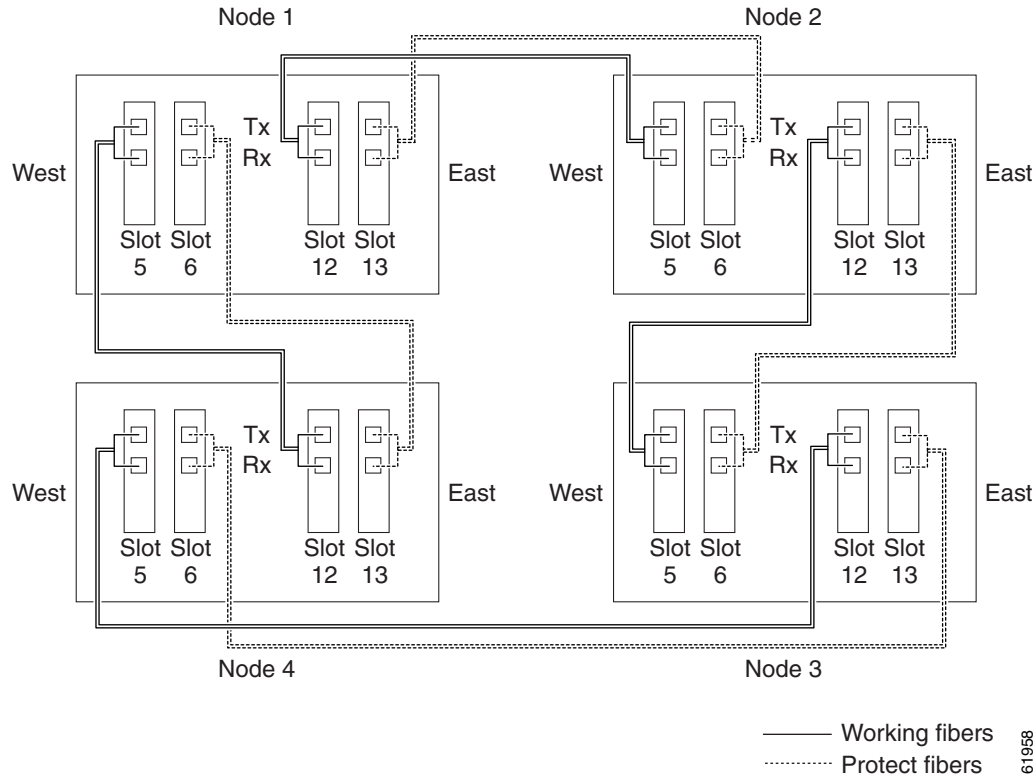 Node 1
Node 2
Tx
Rx
Tx
Rx
West
East
West
East
Slot Slot
5 6
Slot Slot
12 13
Slot Slot
5 6
Slot Slot
12 13
Tx
Rx
Tx
Rx
West
East
West
East
Slot Slot
5 6
Slot Slot
12 13
Slot Slot
5 6
Slot Slot
12 13
Node 4
Node 3
Working fibers
Protect fibers
61958